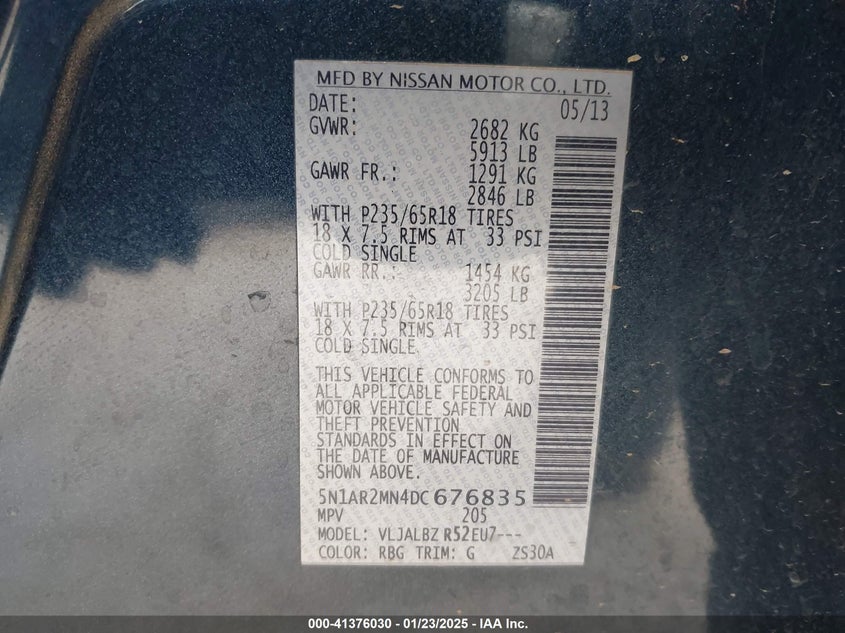 MFD BY NISSAN MOTOR CO., LTD.
DATE: 05/13
GVWR: 2682 KG
5913 LB
GAWR FR.: 1291 KG
2846 LB
WITH P235/65R18 TIRES
18 X 7.5 RIMS AT 33 PSI
COLD SINGLE
GAWR RR.: 1454 KG
3205 LB
WITH P235/65R18 TIRES
18 X 7.5 RIMS AT 33 PSI
COLD SINGLE
THIS VEHICLE CONFORMS TO
ALL APPLICABLE FEDERAL
MOTOR VEHICLE SAFETY AND
THEFT PREVENTION
STANDARDS IN EFFECT ON
THE DATE OF MANUFACTURE
SHOWN ABOVE.
5N1AR2MN4DC676835
MPV 205
MODEL: VLJALBZ R52EU7---
COLOR: RBG TRIM: G ZS30A
000-41376030 - 01/23/2025 - IAA Inc.